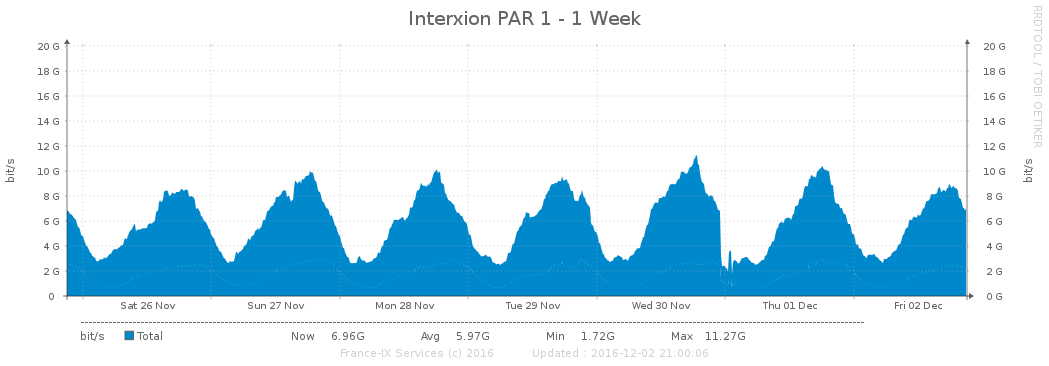 Interxion PAR 1 - 1 Week
RRDTOOL / TOBI OETIKER
20 G 20 G
18 G 18 G
16 G 16 G
14 G 14 G
12 G 12 G
10 G 10 G
8 G 8 G
6 G 6 G
4 G 4 G
2 G 2 G
0 0 G
bit/s
bit/s
Sat 26 Nov Sun 27 Nov Mon 28 Nov Tue 29 Nov Wed 30 Nov Thu 01 Dec Fri 02 Dec
bit/s Total Now 6.96G Avg 5.97G Min 1.72G Max 11.27G
France-IX Services (c) 2016 Updated : 2016-12-02 21:00:06